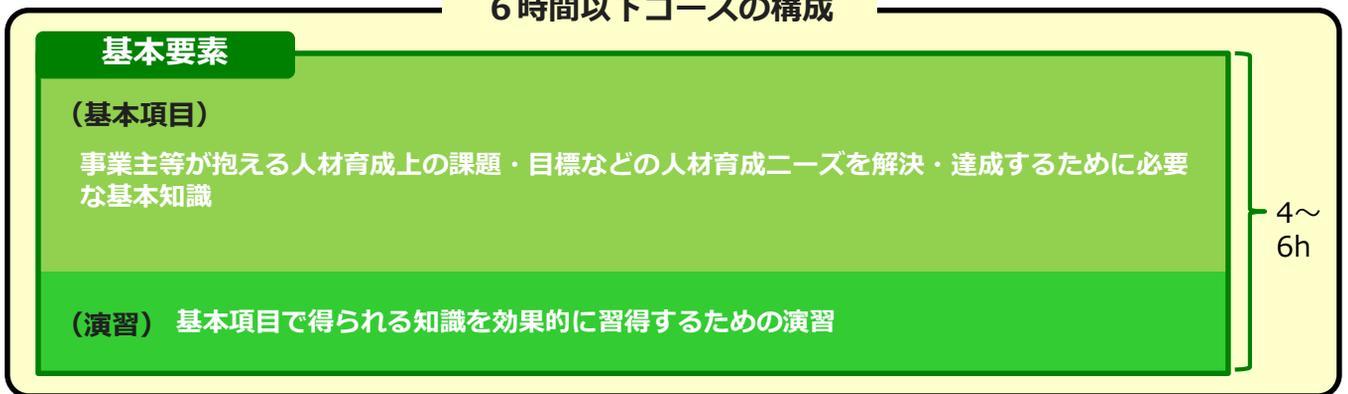 ６時間以下コースの構成
基本要素
（基本項目）
事業主等が抱える人材育成上の課題・目標などの人材育成ニーズを解決・達成するために必要
な基本知識
4～
6h
（演習） 基本項目で得られる知識を効果的に習得するための演習